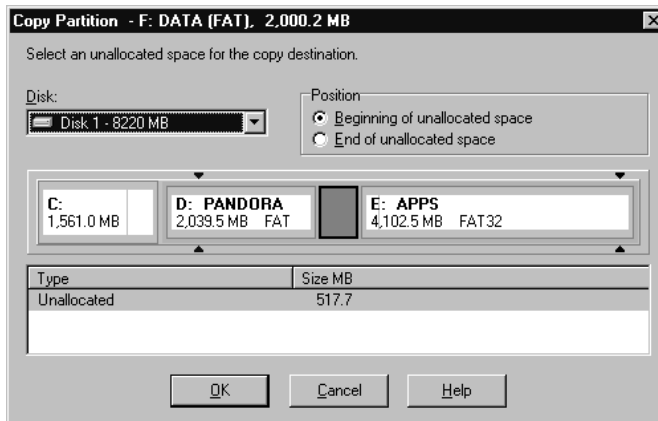 Copy Partition - F: DATA (FAT), 2,000.2 MB
Select an unallocated space for the copy destination.
Disk:
Disk 1 - 8220 MB
Position
Beginning of unallocated space
End of unallocated space
C:
1,561.0 MB
D: PANDORA
2,039.5 MB FAT
E: APPS
4,102.5 MB FAT32
Type Size MB
Unallocated 517.7
OK Cancel Help